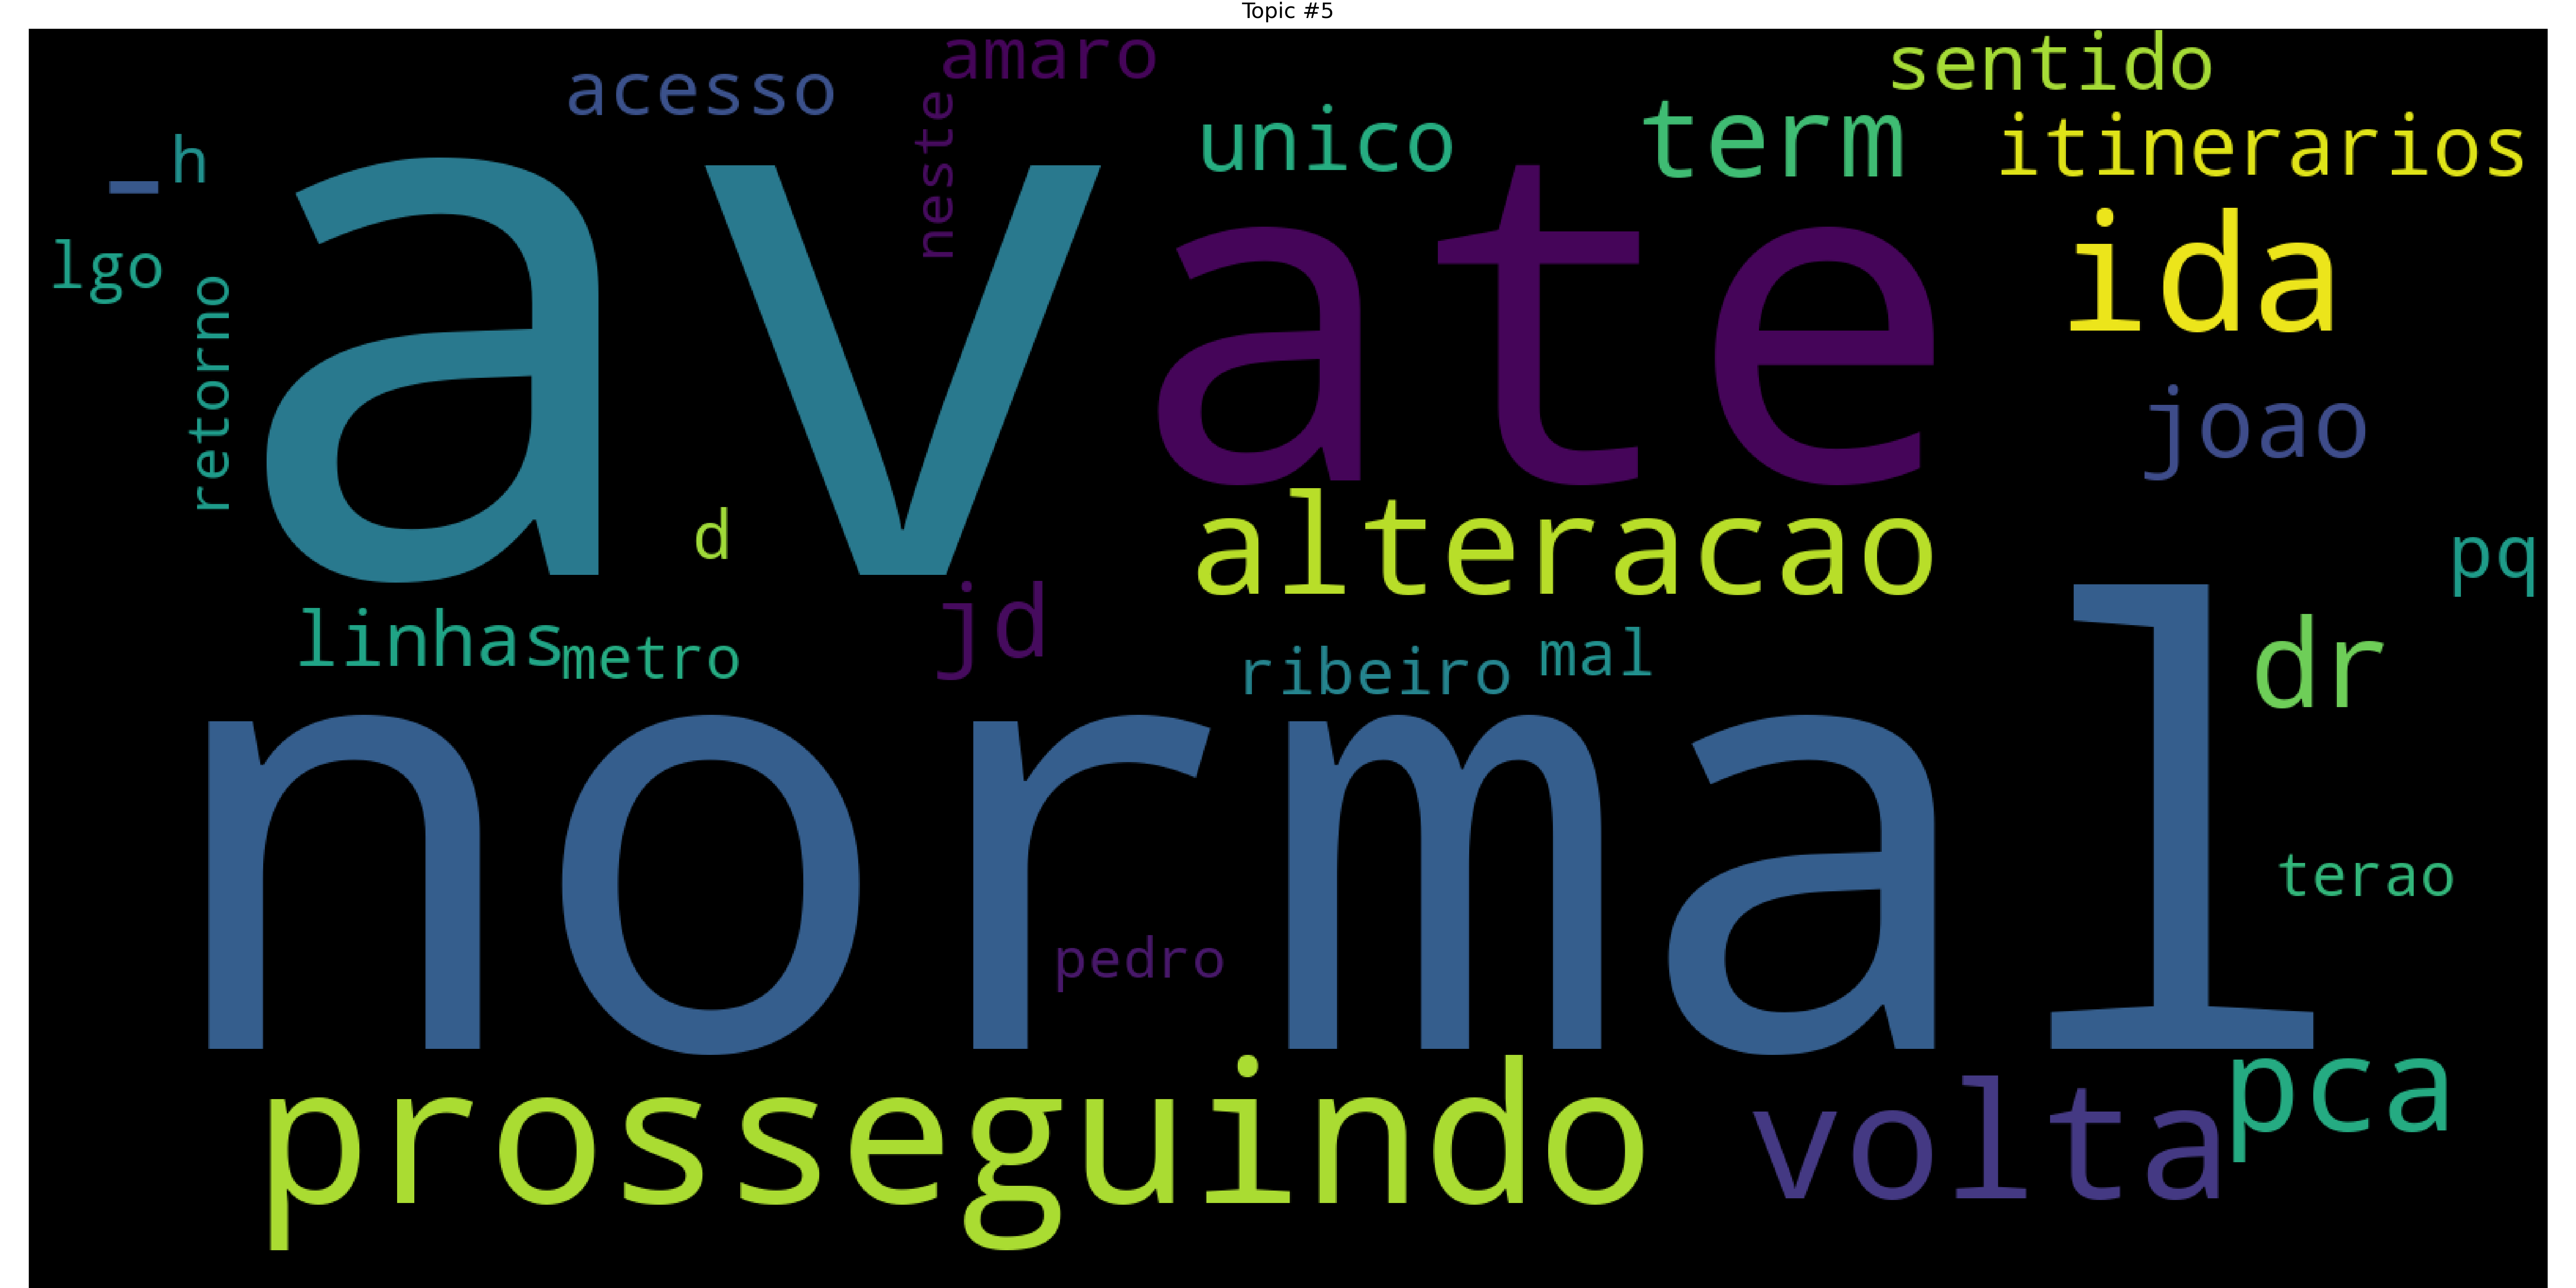 Topic #5
amaro
sentido
acesso
neste
unico
term
itinerarios
h
_
av
ate
ida
lgo
retorno
joao
d
alteracao
pq
linhas
metro
jd
ribeiro
mal
dr
normal
terao
pedro
prosseguindo
volta
pca